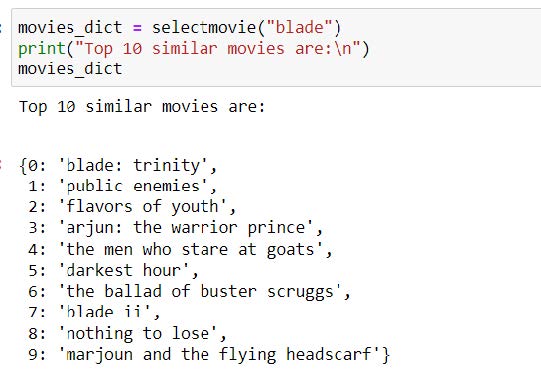 movies_dict = selectmovie("blade")
print("Top 10 similar movies are:\n")
movies_dict
Top 10 similar movies are:
{0: 'blade: trinity',
1: 'public enemies',
2: 'flavors of youth',
3: 'arjun: the warrior prince',
4: 'the men who stare at goats',
5: 'darkest hour',
6: 'the ballad of buster scruggs',
7: 'blade ii',
8: 'nothing to lose',
9: 'marjoun and the flying headscarf'}